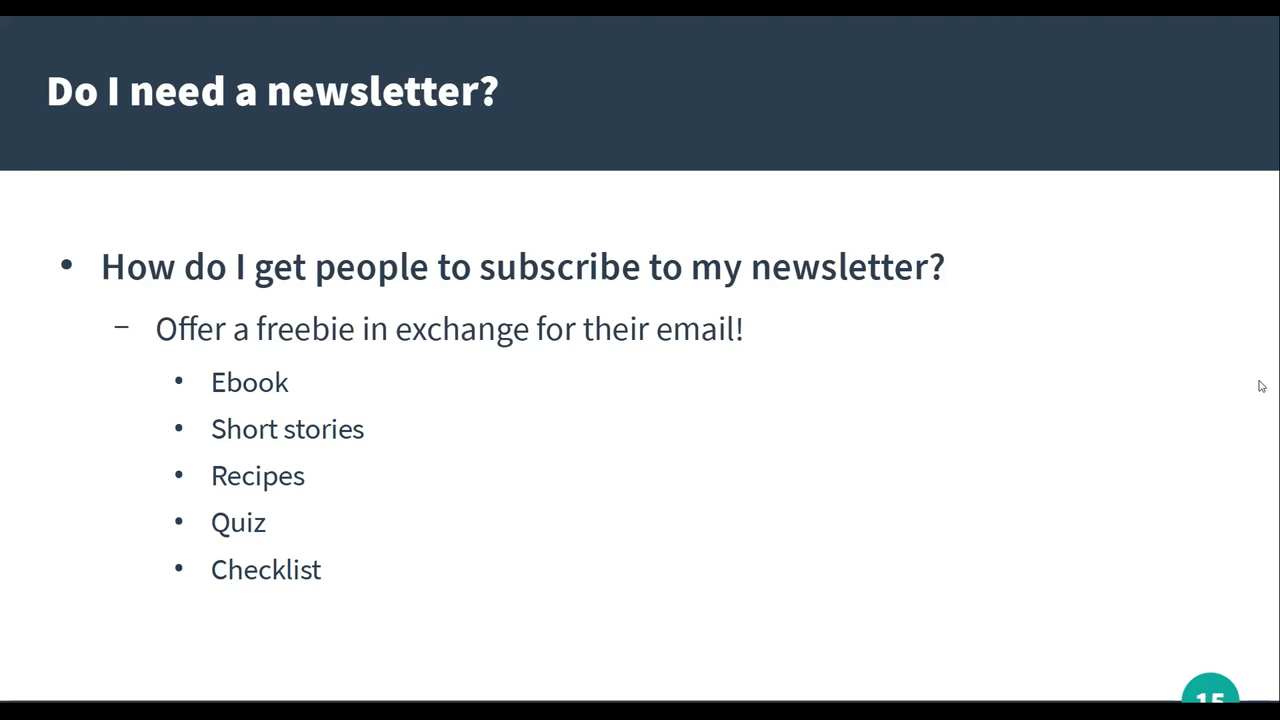 Do I need a newsletter?
• How do I get people to subscribe to my newsletter?
– Offer a freebie in exchange for their email!
• Ebook
• Short stories
• Recipes
• Quiz
• Checklist
15